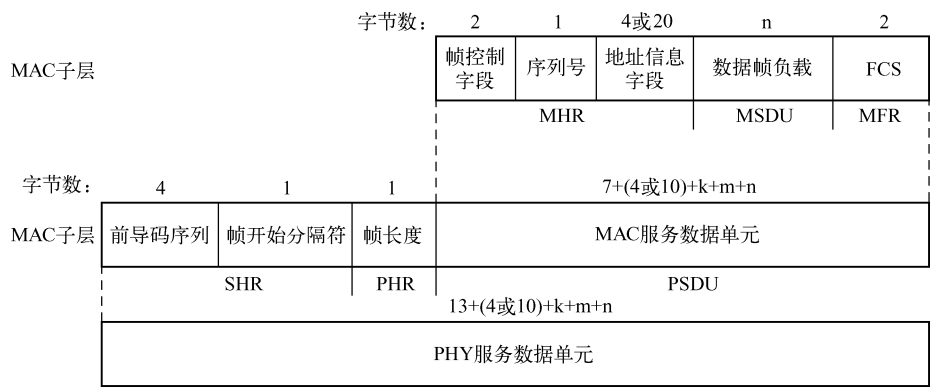 字节数: 2 1 4或20 n 2
MAC子层 帧控制字段 序列号 地址信息字段 数据帧负载 FCS
MHR MSDU MFR
字节数: 4 1 1 7+(4或10)+k+m+n
MAC子层 前导码序列 帧开始分隔符 帧长度 MAC服务数据单元
SHR PHR PSDU
13+(4或10)+k+m+n
PHY服务数据单元